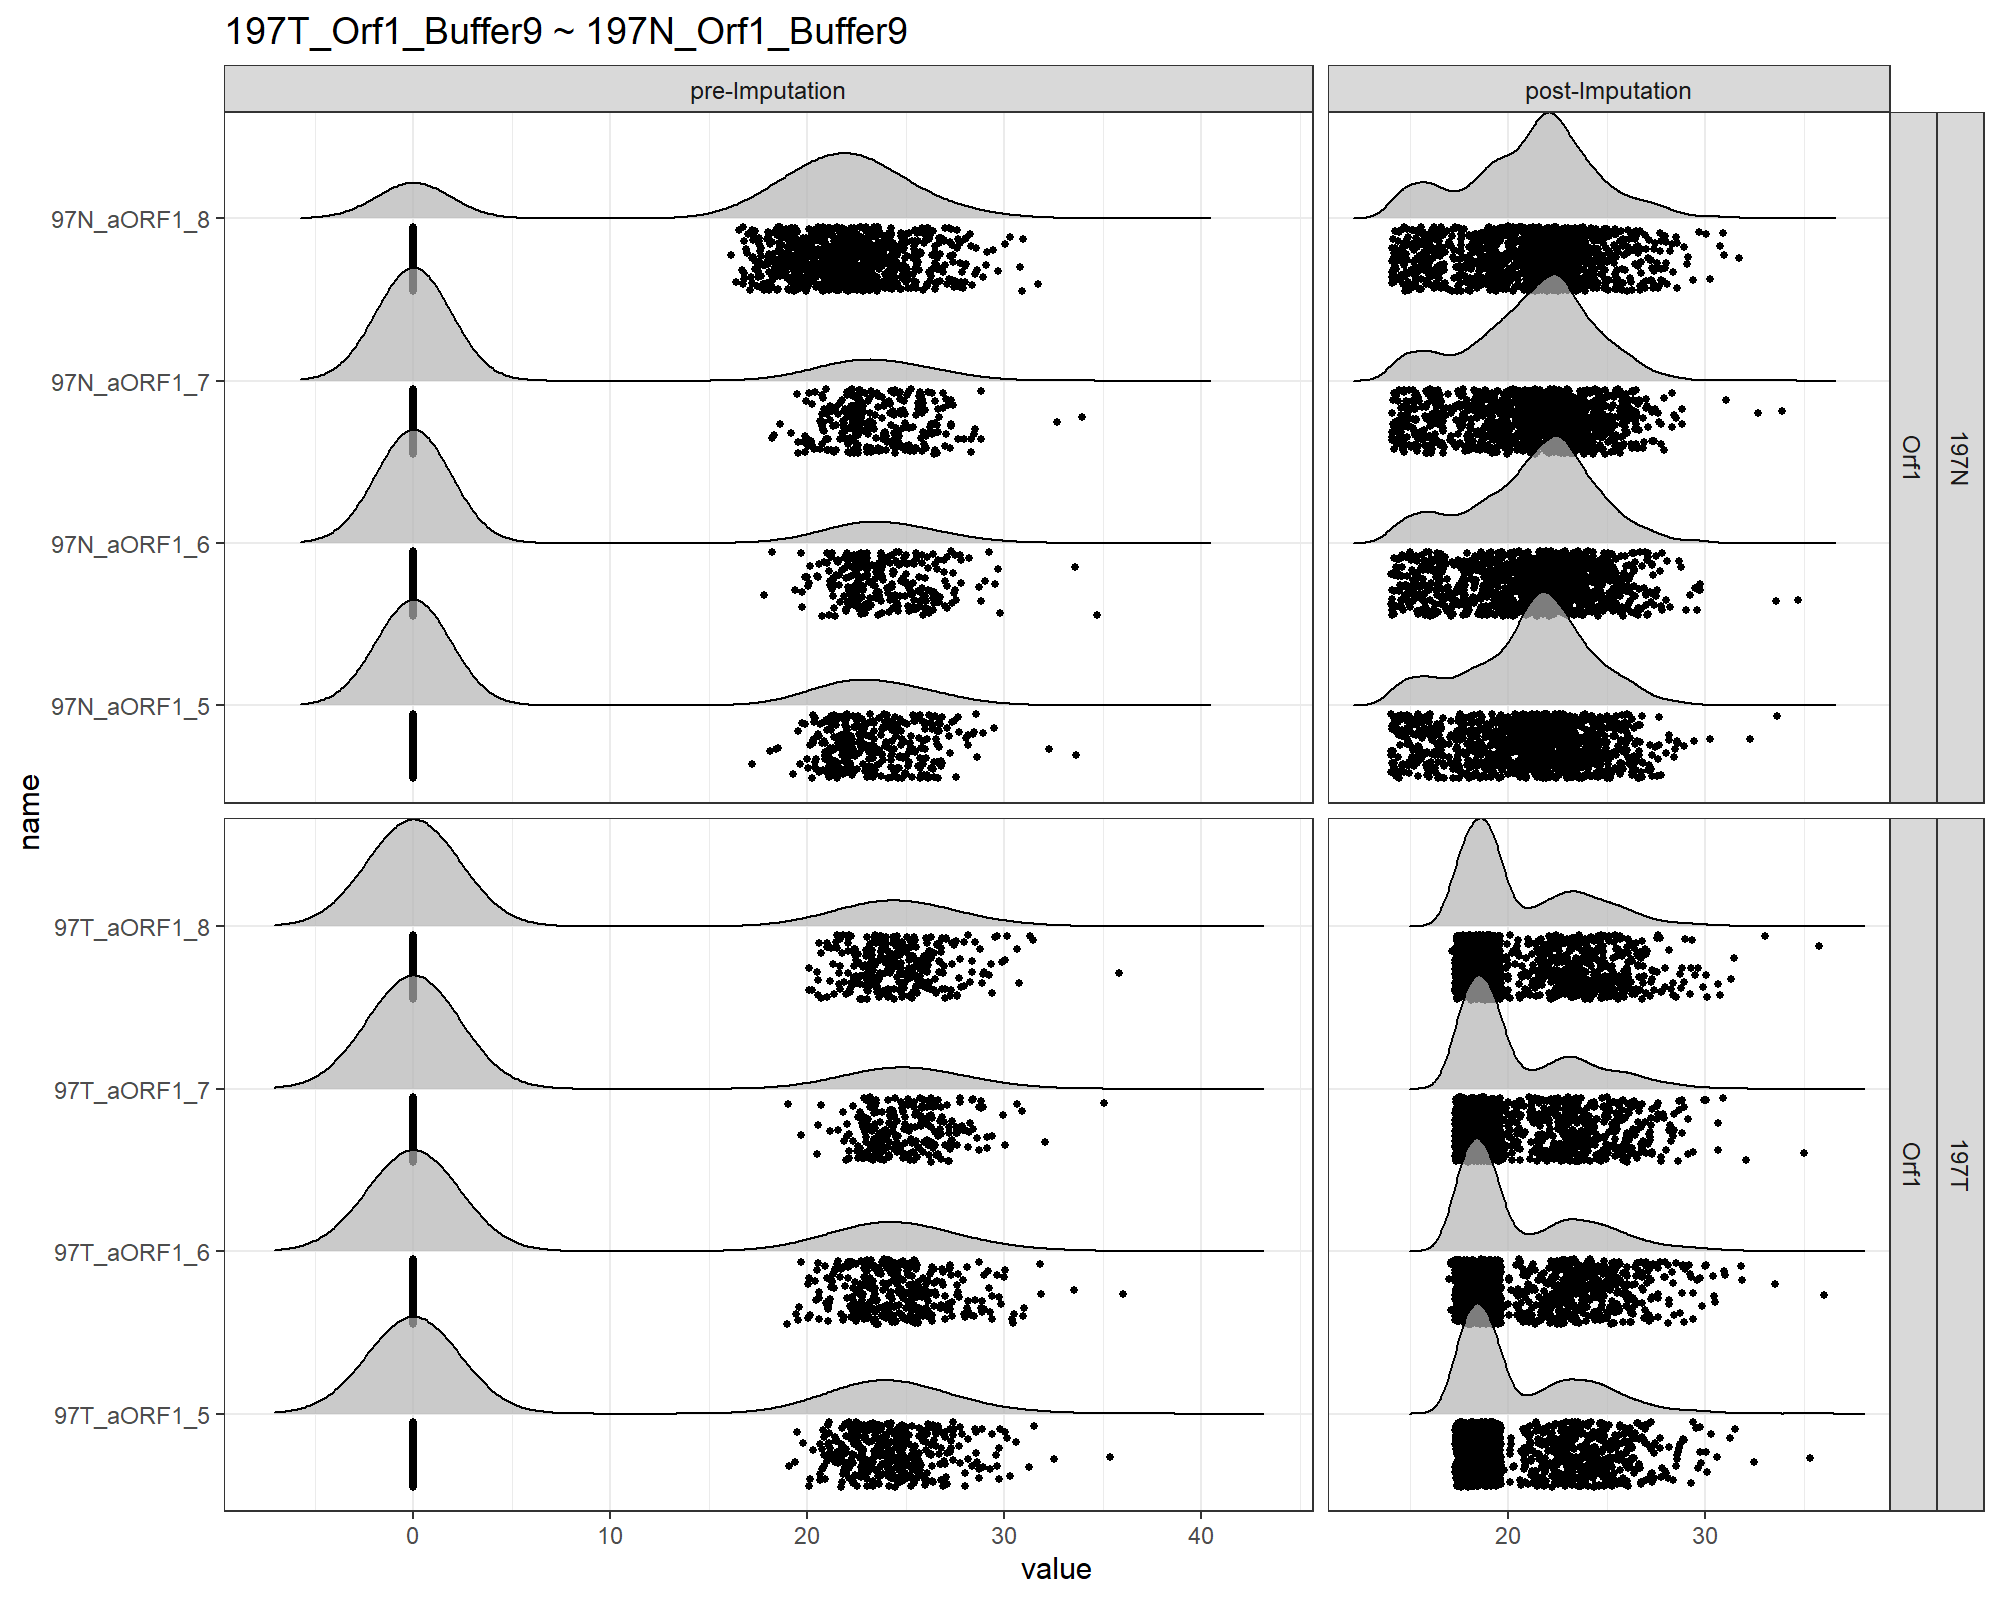 197T_Orf1_Buffer9 ~ 197N_Orf1_Buffer9
pre-Imputation
post-Imputation
97N_aORF1_8
97N_aORF1_7
97N_aORF1_6
97N_aORF1_5
Orf1
197N
name
97T_aORF1_8
97T_aORF1_7
97T_aORF1_6
97T_aORF1_5
Orf1
197T
0 10 20 30 40
20 30
value